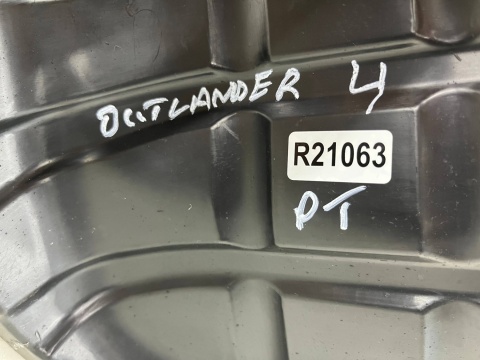 OUTLANDER 4
R21063
PT